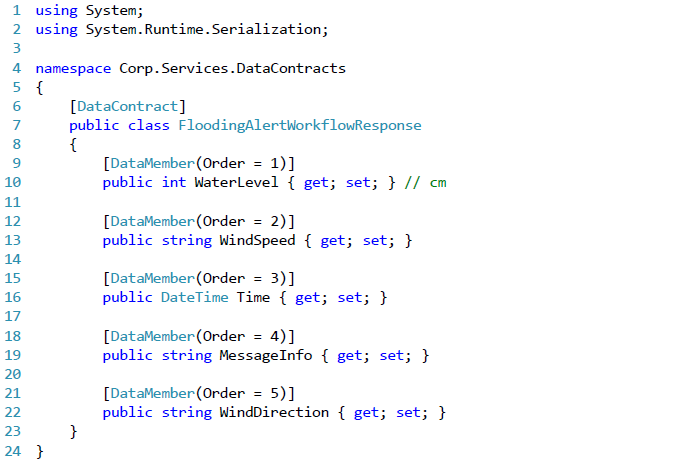 1 using System;
2 using System.Runtime.Serialization;
3
4 namespace Corp.Services.DataContracts
5 {
6     [DataContract]
7     public class FloodingAlertWorkflowResponse
8     {
9         [DataMember(Order = 1)]
10         public int WaterLevel { get; set; } // cm
11
12         [DataMember(Order = 2)]
13         public string WindSpeed { get; set; }
14
15         [DataMember(Order = 3)]
16         public DateTime Time { get; set; }
17
18         [DataMember(Order = 4)]
19         public string MessageInfo { get; set; }
20
21         [DataMember(Order = 5)]
22         public string WindDirection { get; set; }
23     }
24 }